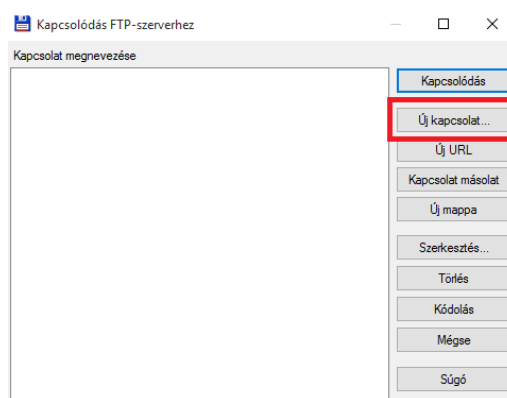 Kapcsolódás FTP-szerverhez
Kapcsolat megnevezése
Kapcsolódás
Új kapcsolat...
Új URL
Kapcsolat másolat
Új mappa
Szerkesztés...
Törlés
Kódolás
Mégse
Súgó